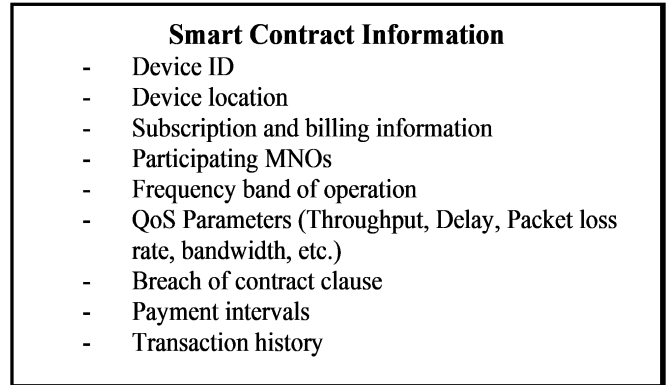 Smart Contract Information
- Device ID
- Device location
- Subscription and billing information
- Participating MNOs
- Frequency band of operation
- QoS Parameters (Throughput, Delay, Packet loss
rate, bandwidth, etc.)
- Breach of contract clause
- Payment intervals
- Transaction history